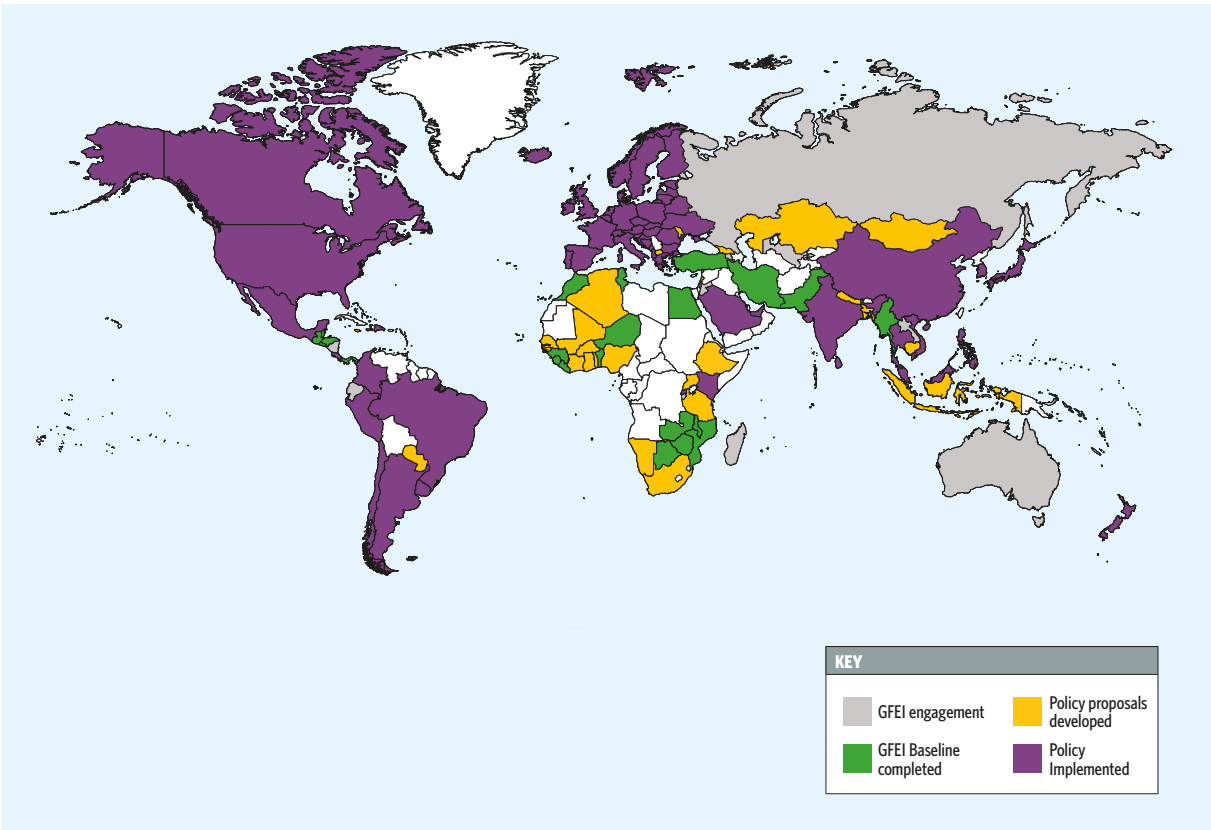 KEY
GFEI engagement
Policy proposals
developed
GFEI Baseline
completed
Policy
Implemented